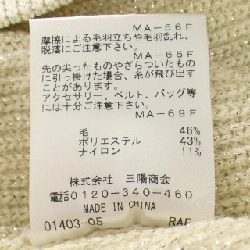 MA-56F
摩擦による毛羽立ちや毛羽乱れ、
脱落にご注意下さい。
MA-65F
先の尖ったものやざらついたもの
に引っ掛けた場合、糸が飛び出す
ことがあります。
アクセサリー、ベルト、バッグ等
には十分ご注意下さい。
MA-69F
毛 46%
ポリエステル 43%
ナイロン 11%
株式会社 三陽商会
電話0120-340-460
MADE IN CHINA
01403-95